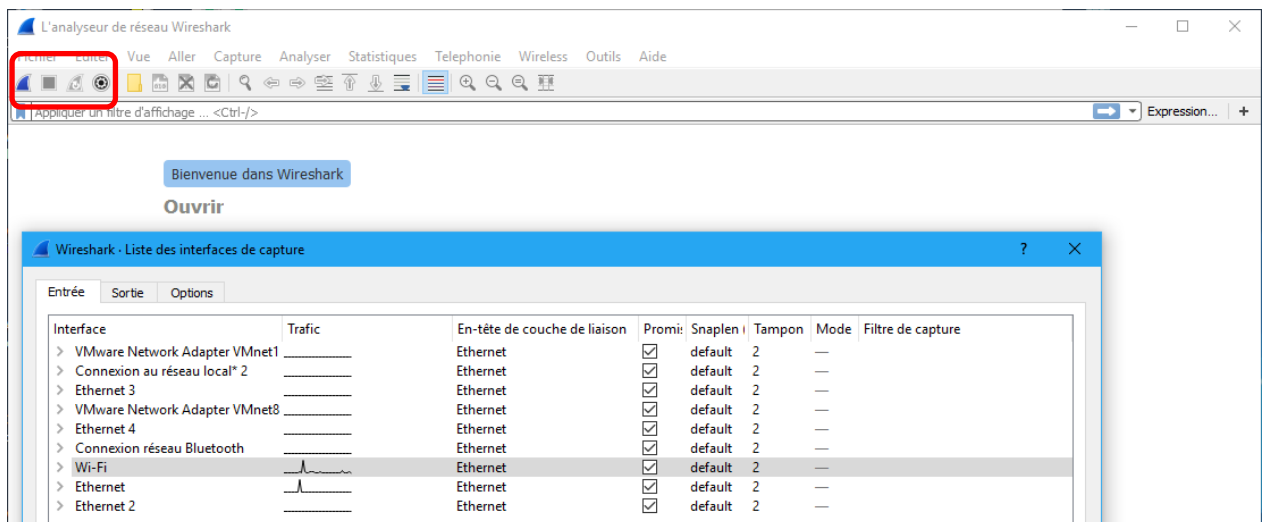 L'analyseur de réseau Wireshark
Fichier Editer Vue Aller Capture Analyser Statistiques Telephonie Wireless Outils Aide
Appliquer un filtre d'affichage ... <Ctrl-/> Expression... +
Bienvenue dans Wireshark
Ouvrir
Wireshark · Liste des interfaces de capture ?
Entrée Sortie Options
Interface Trafic En-tête de couche de liaison Promis Snaplen ( Tampon Mode Filtre de capture
> VMware Network Adapter VMnet1 Ethernet default 2 —
> Connexion au réseau local* 2 Ethernet default 2 —
> Ethernet 3 Ethernet default 2 —
> VMware Network Adapter VMnet8 Ethernet default 2 —
> Ethernet 4 Ethernet default 2 —
> Connexion réseau Bluetooth Ethernet default 2 —
> Wi-Fi Ethernet default 2 —
> Ethernet Ethernet default 2 —
> Ethernet 2 Ethernet default 2 —